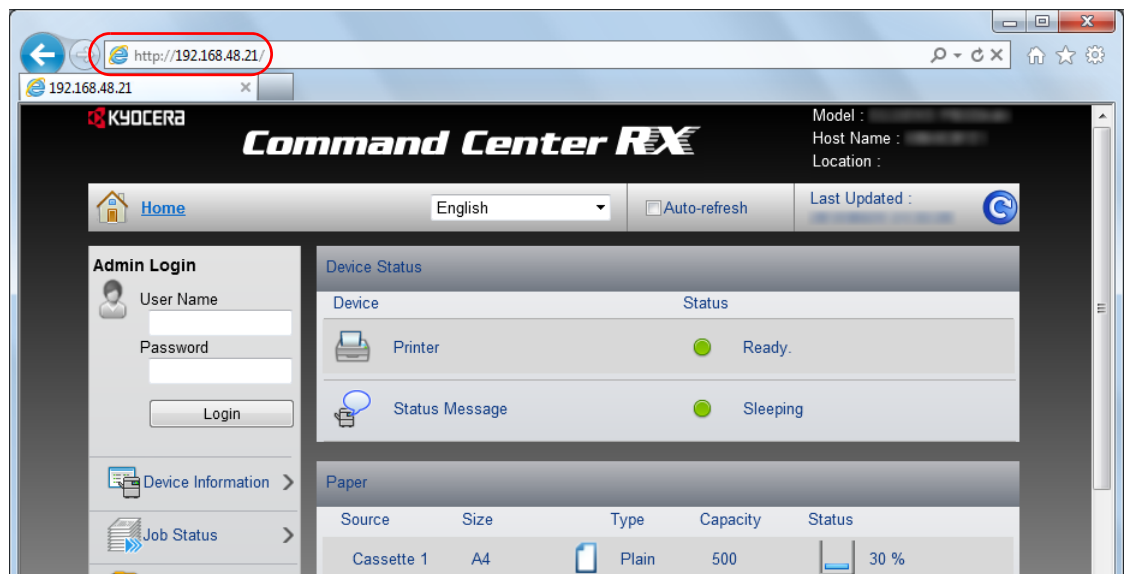 http://192.168.48.21/
192.168.48.21
KYOCERA
Command Center RX
Model :
Host Name :
Location :
Home
English
Auto-refresh
Last Updated :
Admin Login
User Name
Password
Login
Device Information
Job Status
Device Status
Device Status
Printer Ready.
Status Message Sleeping
Paper
Source Size Type Capacity Status
Cassette 1 A4 Plain 500 30 %